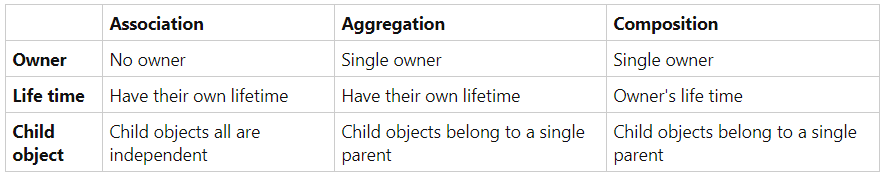 Association Aggregation Composition
Owner No owner Single owner Single owner
Life time Have their own lifetime Have their own lifetime Owner's life time
Child Child objects all are Child objects belong to a single Child objects belong to a single
object independent parent parent